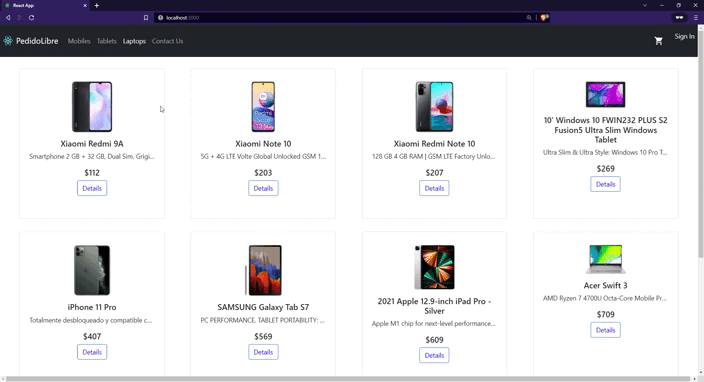 React App
localhost:3000
PedidoLibre Mobiles Tablets Laptops Contact Us Sign In
Xiaomi Redmi 9A
Smartphone 2 GB + 32 GB, Dual Sim, Grigi...
$112
Details
Xiaomi Note 10
5G + 4G LTE Volte Global Unlocked GSM 1...
$203
Details
Xiaomi Redmi Note 10
128 GB 4 GB RAM | GSM LTE Factory Unlo...
$207
Details
10' Windows 10 FWIN232 PLUS S2
Fusion5 Ultra Slim Windows
Tablet
Ultra Slim & Ultra Style: Windows 10 Pro T...
$269
Details
iPhone 11 Pro
Totalmente desbloqueado y compatible c...
$407
Details
SAMSUNG Galaxy Tab S7
PC PERFORMANCE. TABLET PORTABILITY: ...
$569
Details
2021 Apple 12.9-inch iPad Pro -
Silver
Apple M1 chip for next-level performance...
$609
Details
Acer Swift 3
AMD Ryzen 7 4700U Octa-Core Mobile Pr...
$709
Details